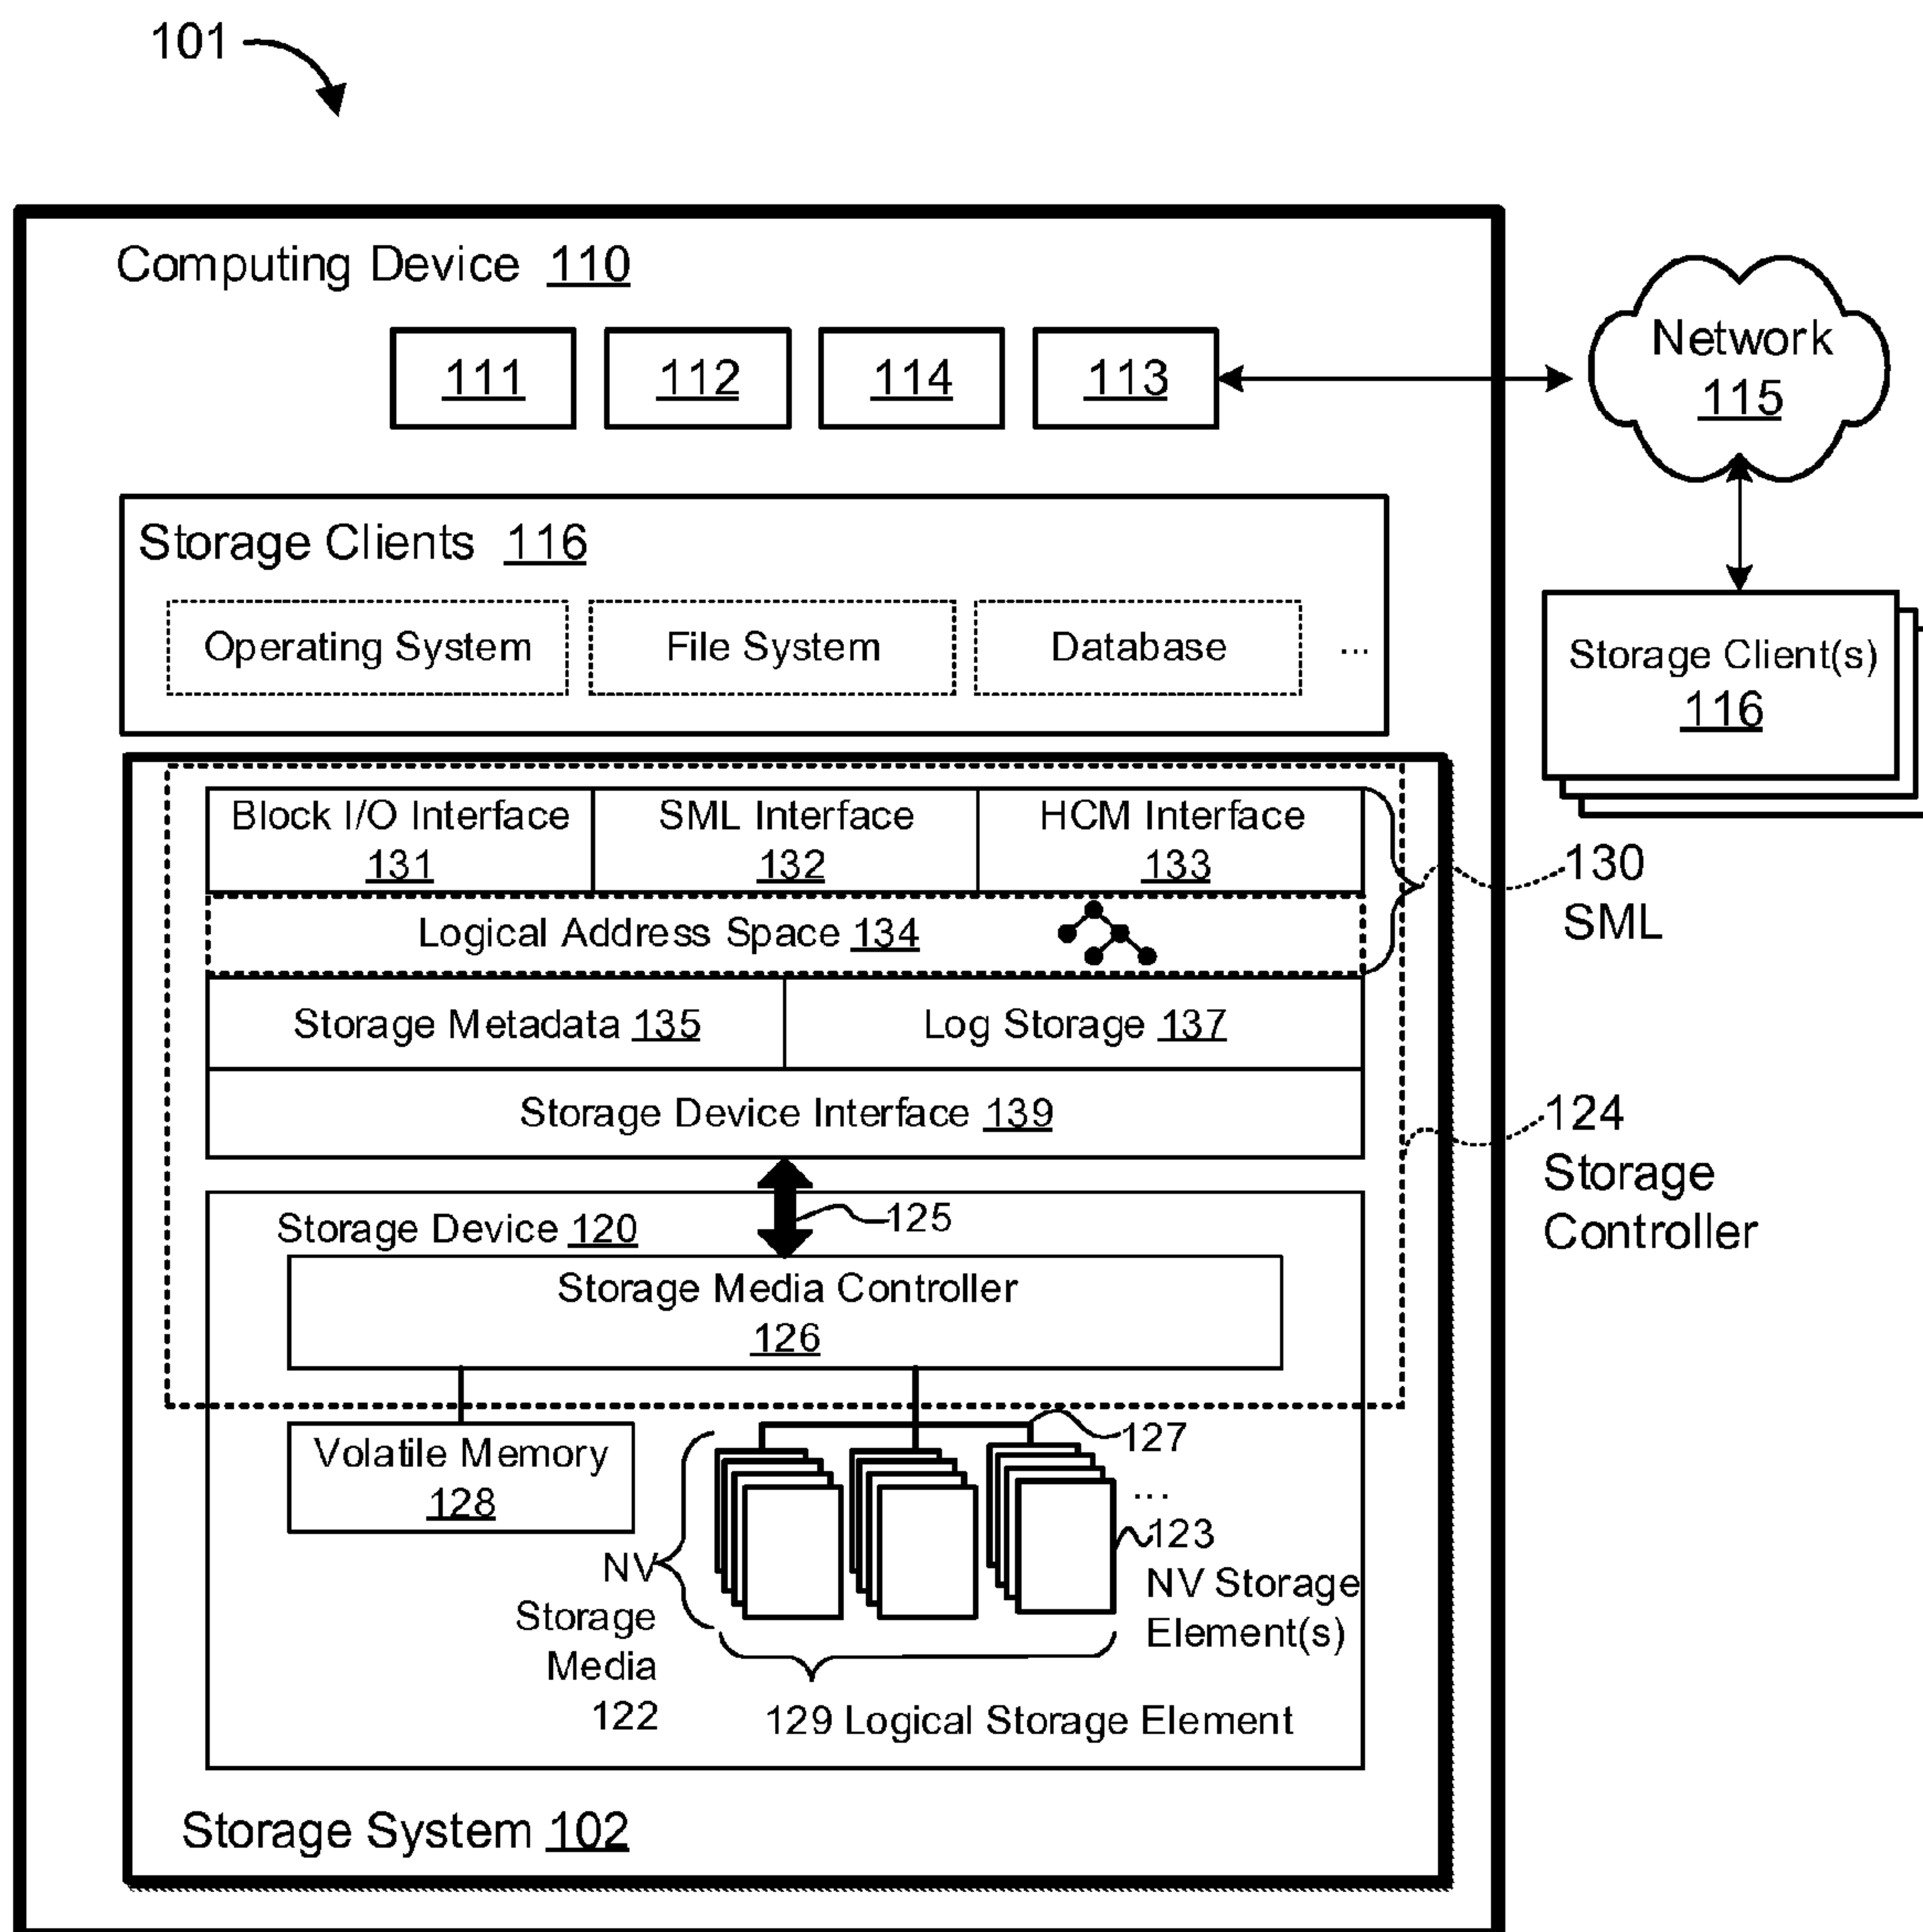 101
Computing Device 110
111
112
114
113
Network
115
Storage Clients 116
Operating System
File System
Database
...
Storage Client(s)
116
Block I/O Interface
131
SML Interface
132
HCM Interface
133
130
SML
Logical Address Space 134
Storage Metadata 135
Log Storage 137
Storage Device Interface 139
124
Storage
Controller
125
Storage Device 120
Storage Media Controller
126
127
Volatile Memory
128
...
123
NV Storage
Element(s)
NV
Storage
Media
122
129 Logical Storage Element
Storage System 102